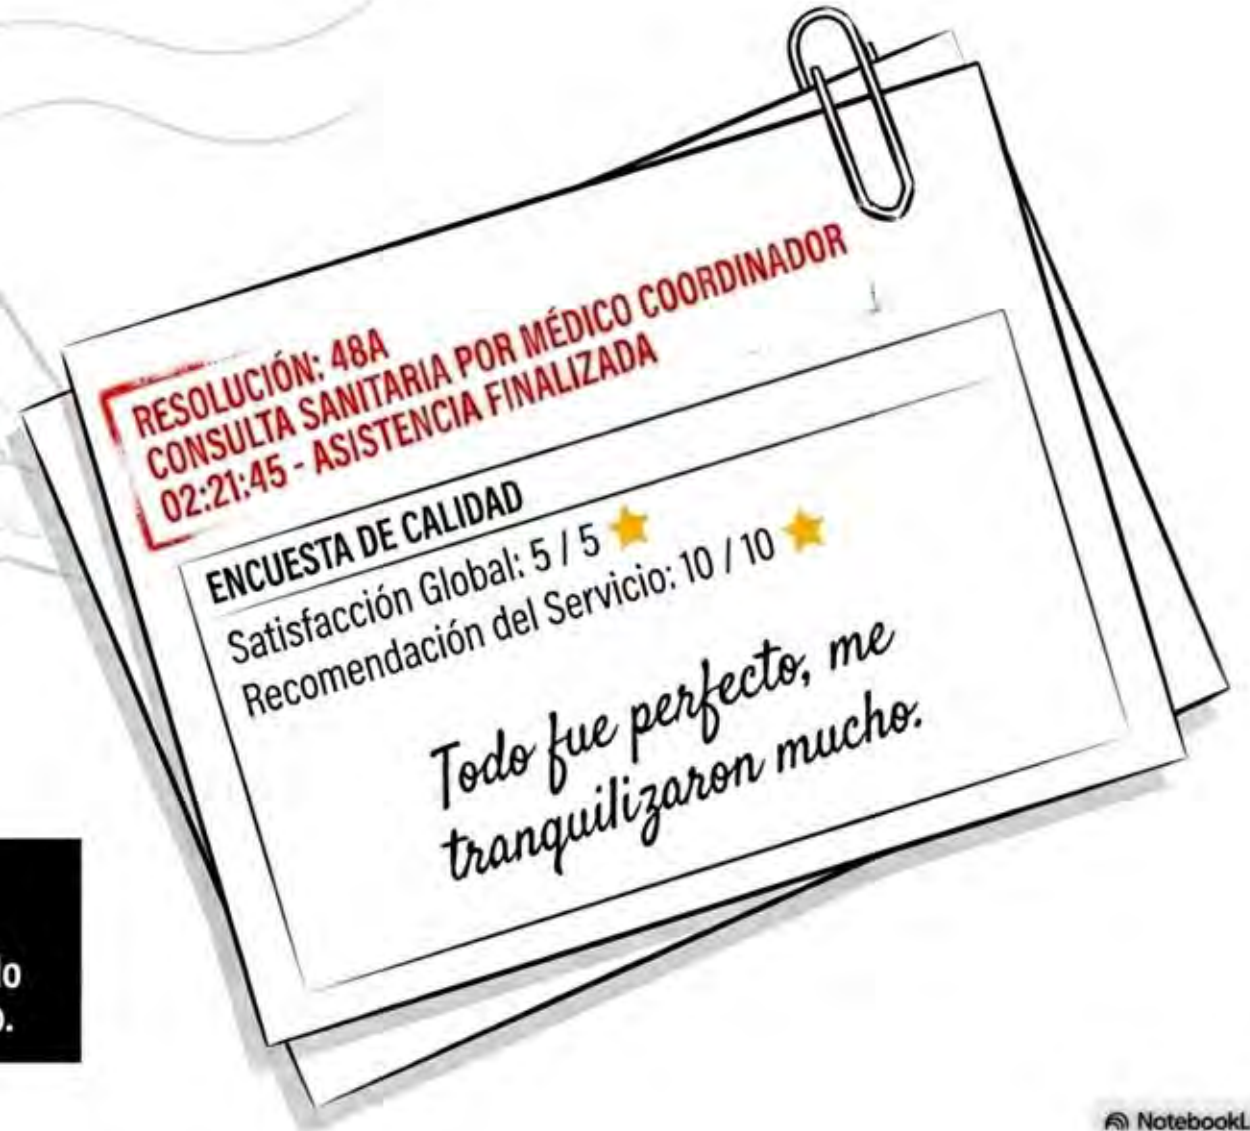 RESOLUCIÓN: 48A
CONSULTA SANITARIA POR MÉDICO COORDINADOR
02:21:45 - ASISTENCIA FINALIZADA
ENCUESTA DE CALIDAD
Satisfacción Global: 5 / 5
Recomendación del Servicio: 10 / 10
Todo fue perfecto, me
tranquilizaron mucho.
NotebookL